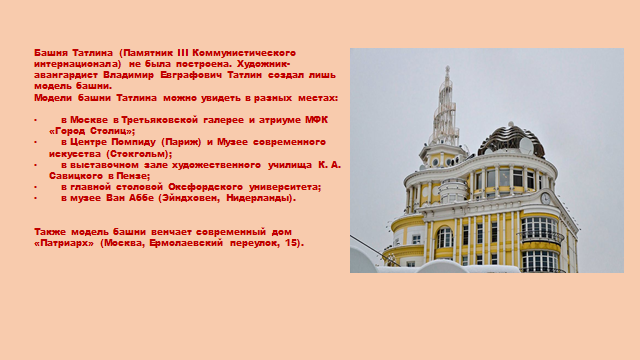 Башня Татлина (Памятник III Коммунистического
интернационала) не была построена. Художник-
авангардист Владимир Евграфович Татлин создал лишь
модель башни.
Модели башни Татлина можно увидеть в разных местах:
• в Москве в Третьяковской галерее и атриуме МФК
«Город Столиц»;
• в Центре Помпиду (Париж) и Музее современного
искусства (Стокгольм);
• в выставочном зале художественного училища К. А.
Савицкого в Пензе;
• в главной столовой Оксфордского университета;
• в музее Ван Аббе (Эйндховен, Нидерланды).
Также модель башни венчает современный дом
«Патриарх» (Москва, Ермолаевский переулок, 15).